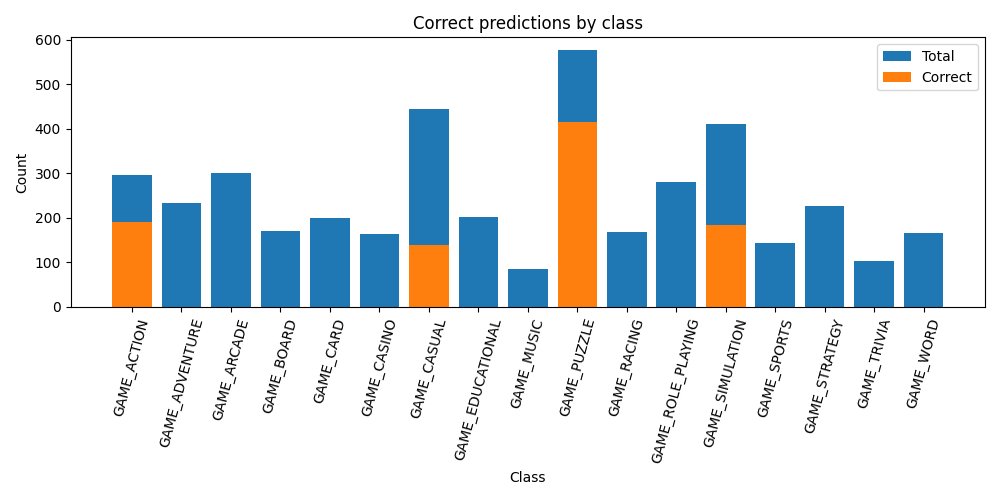 Correct predictions by class
Total
Correct
Count
600
500
400
300
200
100
0
GAME_ACTION
GAME_ADVENTURE
GAME_ARCADE
GAME_BOARD
GAME_CARD
GAME_CASINO
GAME_CASUAL
GAME_EDUCATIONAL
GAME_MUSIC
GAME_PUZZLE
GAME_RACING
GAME_ROLE_PLAYING
GAME_SIMULATION
GAME_SPORTS
GAME_STRATEGY
GAME_TRIVIA
GAME_WORD
Class